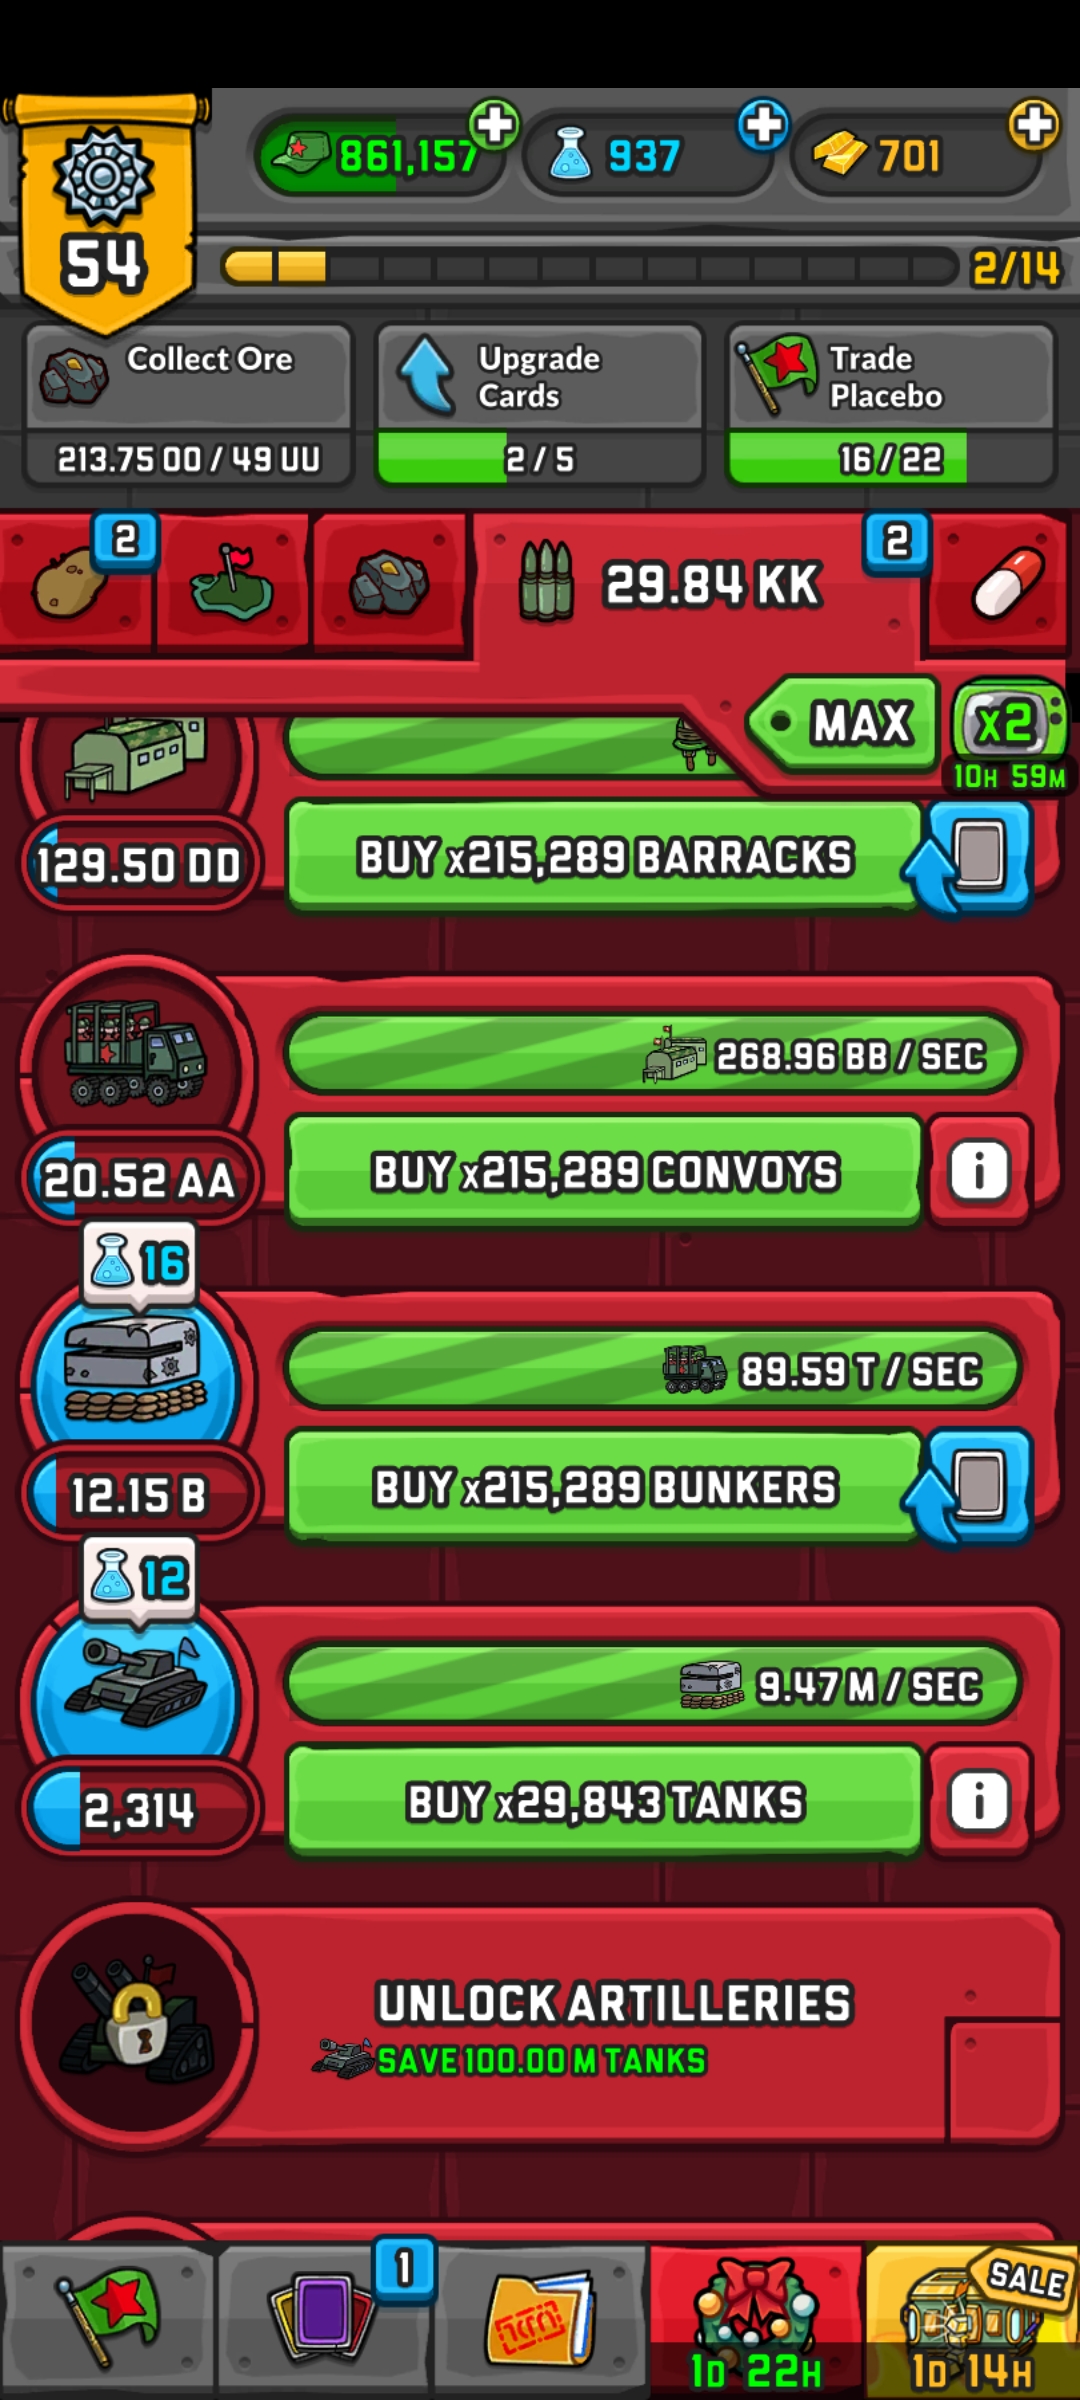 861,157
937
701
54
2/14
Collect Ore
213.75 OO / 49 UU
Upgrade
Cards
2 / 5
Trade
Placebo
16 / 22
2
29.84 KK
2
MAX
x2
10H 59M
129.50 DD
BUY x215,289 BARRACKS
268.96 BB / SEC
20.52 AA
BUY x215,289 CONVOYS
i
16
89.59 T / SEC
12.15 B
BUY x215,289 BUNKERS
12
9.47 M / SEC
2,314
BUY x29,843 TANKS
i
UNLOCK ARTILLERIES
SAVE 100.00 M TANKS
1
1D 22H
SALE
1D 14H